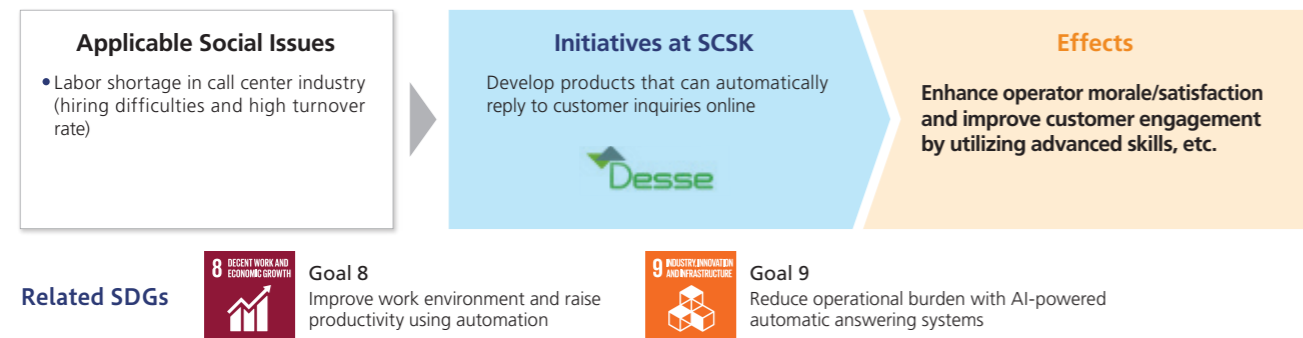 Applicable Social Issues
• Labor shortage in call center industry
(hiring difficulties and high turnover
rate)
Initiatives at SCSK
Develop products that can automatically
reply to customer inquiries online
Desse
Effects
Enhance operator morale/satisfaction
and improve customer engagement
by utilizing advanced skills, etc.
Related SDGs
8 DECENT WORK AND
ECONOMIC GROWTH
Goal 8
Improve work environment and raise
productivity using automation
9 INDUSTRY, INNOVATION
AND INFRASTRUCTURE
Goal 9
Reduce operational burden with AI-powered
automatic answering systems